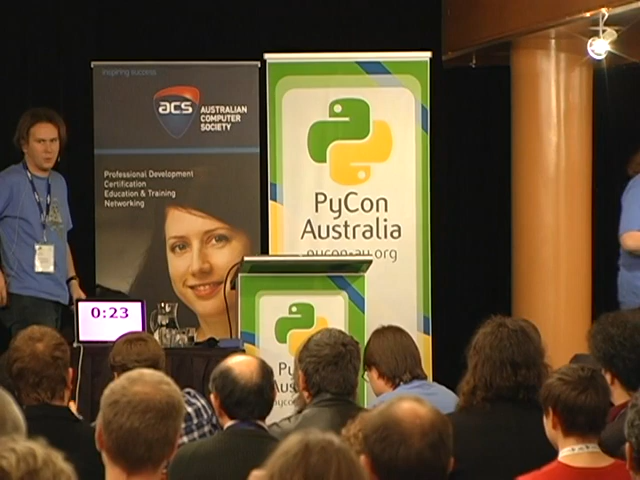 inspiring success
acs
AUSTRALIAN
COMPUTER
SOCIETY
Professional Development
Certification
Education & Training
Networking
PyCon
Australia
pycon-au.org
0:23